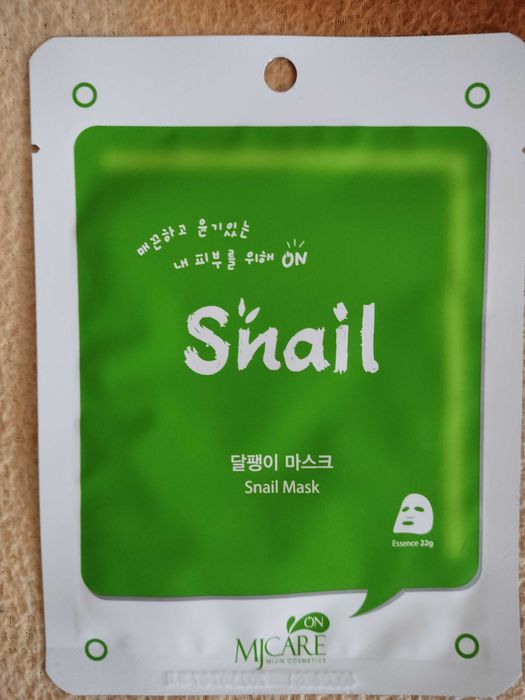 매끈하고 윤기있는
내 피부를 위해 ON
Snail
달팽이 마스크
Snail Mask
Essence 22g
ON
MJCARE
MIJIN COSMETICS